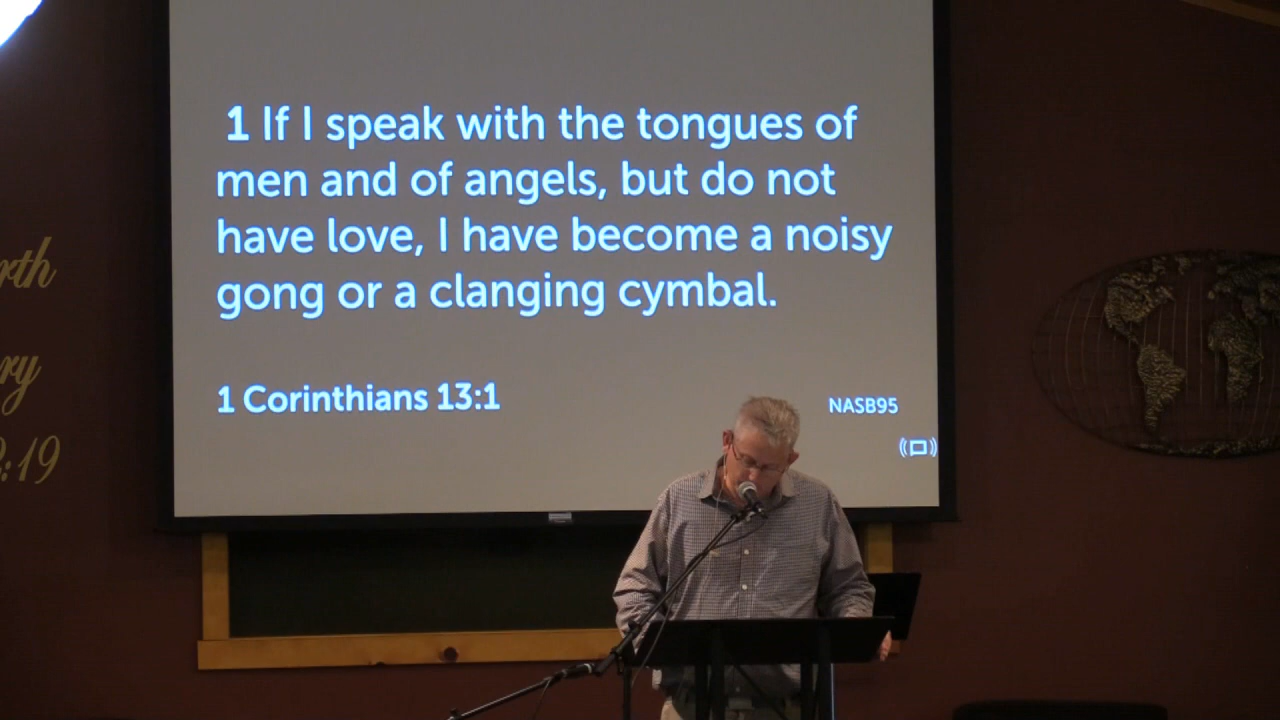 1 If I speak with the tongues of
men and of angels, but do not
have love, I have become a noisy
gong or a clanging cymbal.
1 Corinthians 13:1
NASB95
:19